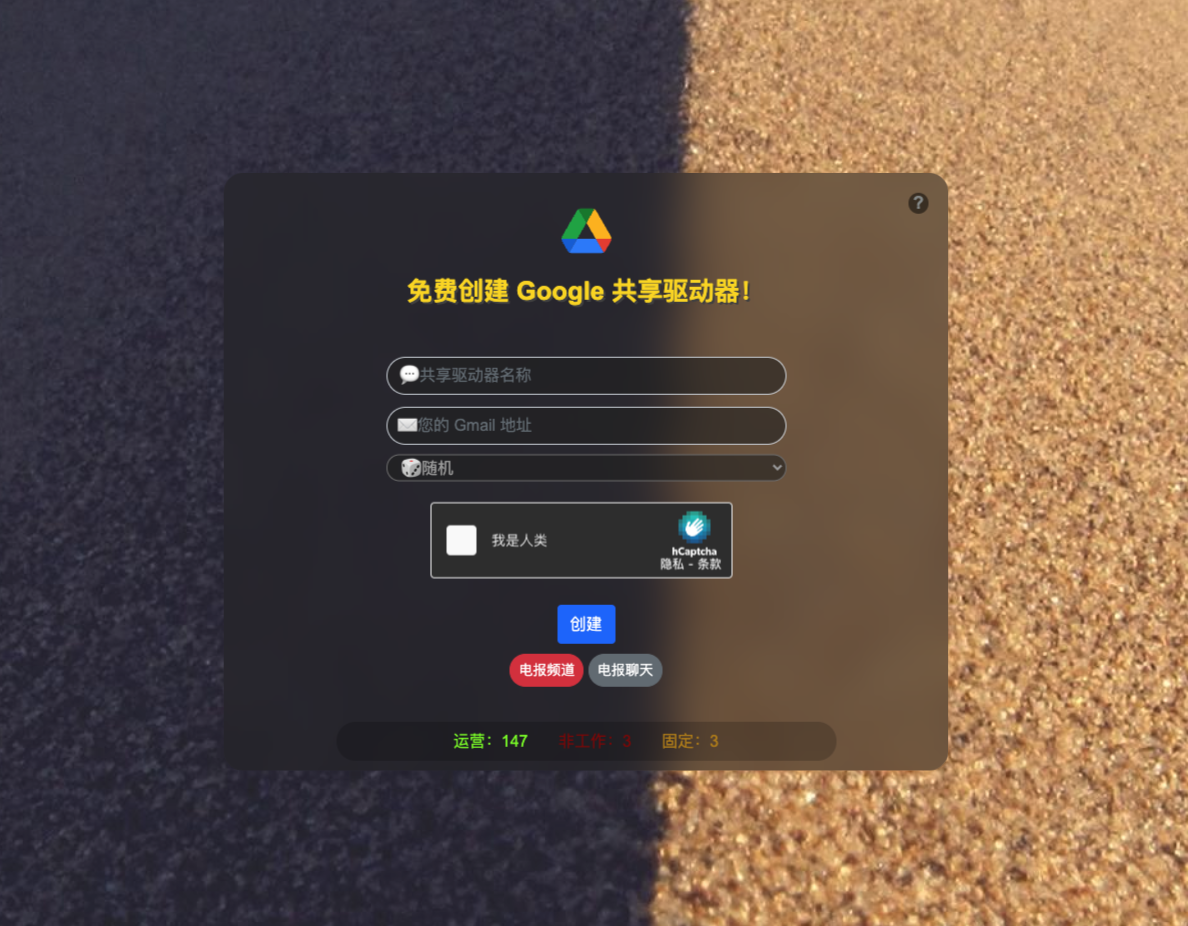 ?
免费创建 Google 共享驱动器!
共享驱动器名称
您的 Gmail 地址
随机
我是人类
hCaptcha
隐私 - 条款
创建
电报频道 电报聊天
运营：147 非工作：3 固定：3